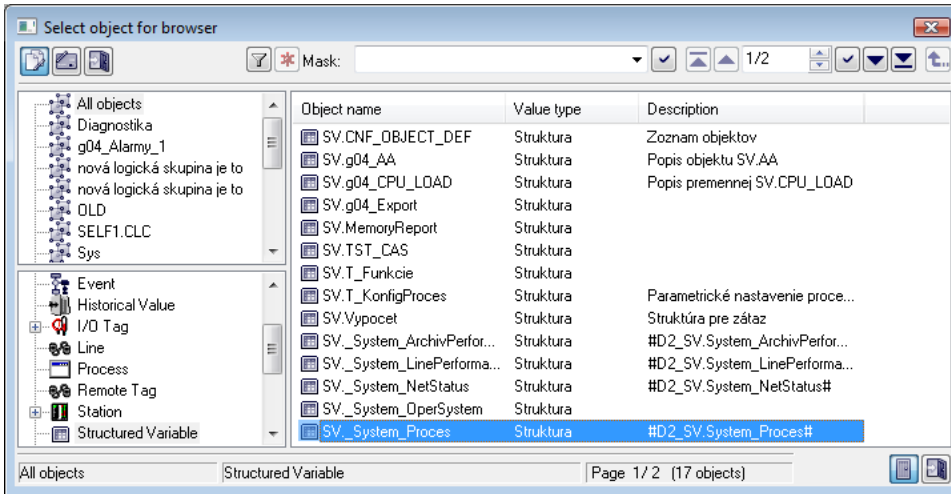 Select object for browser
Mask: 1/2
All objects
Diagnostika
g04_Alarmy_1
nová logická skupina je to
nová logická skupina je to
OLD
SELF1.CLC
Sys
Event
Historical Value
I/O Tag
Line
Process
Remote Tag
Station
Structured Variable
Object name Value type Description
SV.CNF_OBJECT_DEF Struktura Zoznam objektov
SV.g04_AA Struktura Popis objektu SV.AA
SV.g04_CPU_LOAD Struktura Popis premennej SV.CPU_LOAD
SV.g04_Export Struktura
SV.MemoryReport Struktura
SV.TST_CAS Struktura
SV.T_Funkcie Struktura
SV.T_KonfigProces Struktura Parametrické nastavenie proce...
SV.Vypocet Struktura Struktúra pre zátaz
SV._System_ArchivPerfor... Struktura #D2_SV.System_ArchivPerfor...
SV._System_LinePerforma... Struktura #D2_SV.System_LinePerforma...
SV._System_NetStatus Struktura #D2_SV.System_NetStatus#
SV._System_OperSystem Struktura
SV._System_Proces Struktura #D2_SV.System_Proces#
All objects Structured Variable Page 1/2 (17 objects)